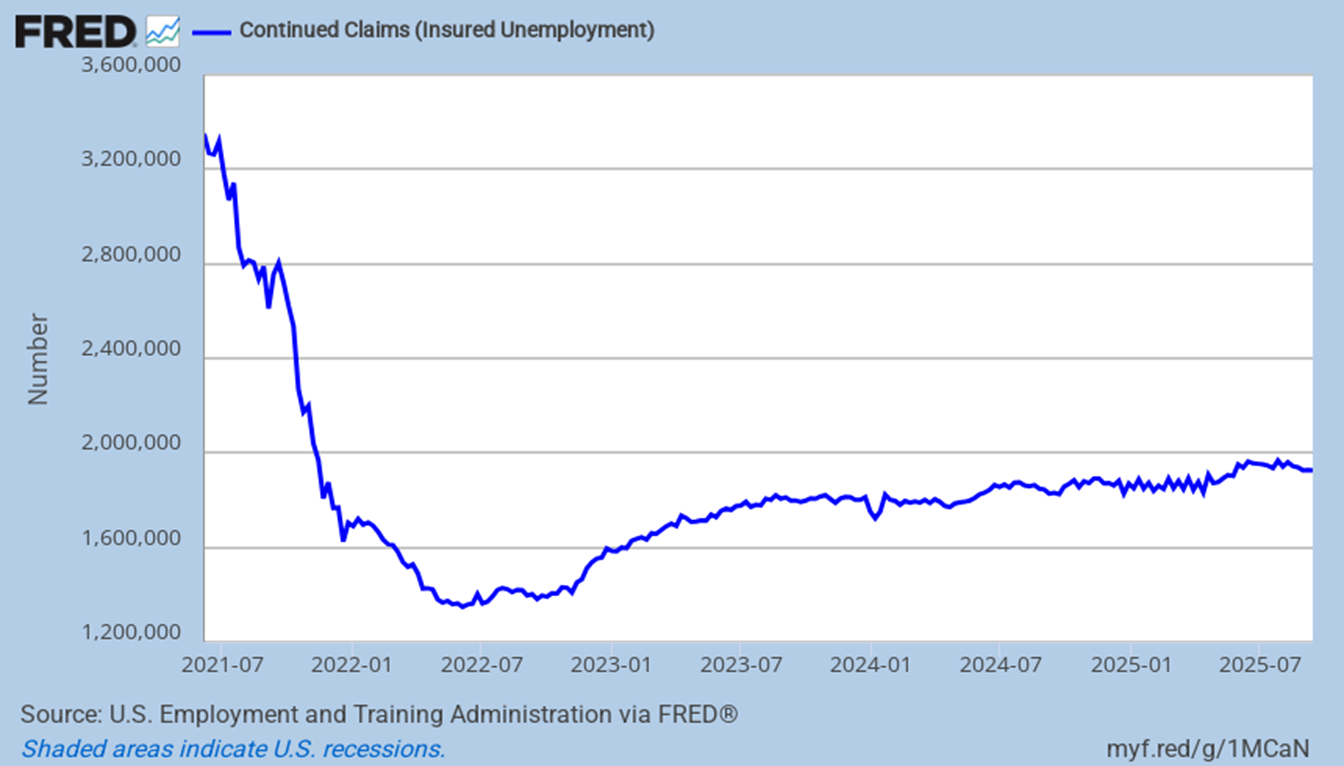 FRED
Continued Claims (Insured Unemployment)
3,600,000
3,200,000
2,800,000
2,400,000
2,000,000
1,600,000
1,200,000
Number
2021-07 2022-01 2022-07 2023-01 2023-07 2024-01 2024-07 2025-01 2025-07
Source: U.S. Employment and Training Administration via FRED®
Shaded areas indicate U.S. recessions.
myf.red/g/1MCaN